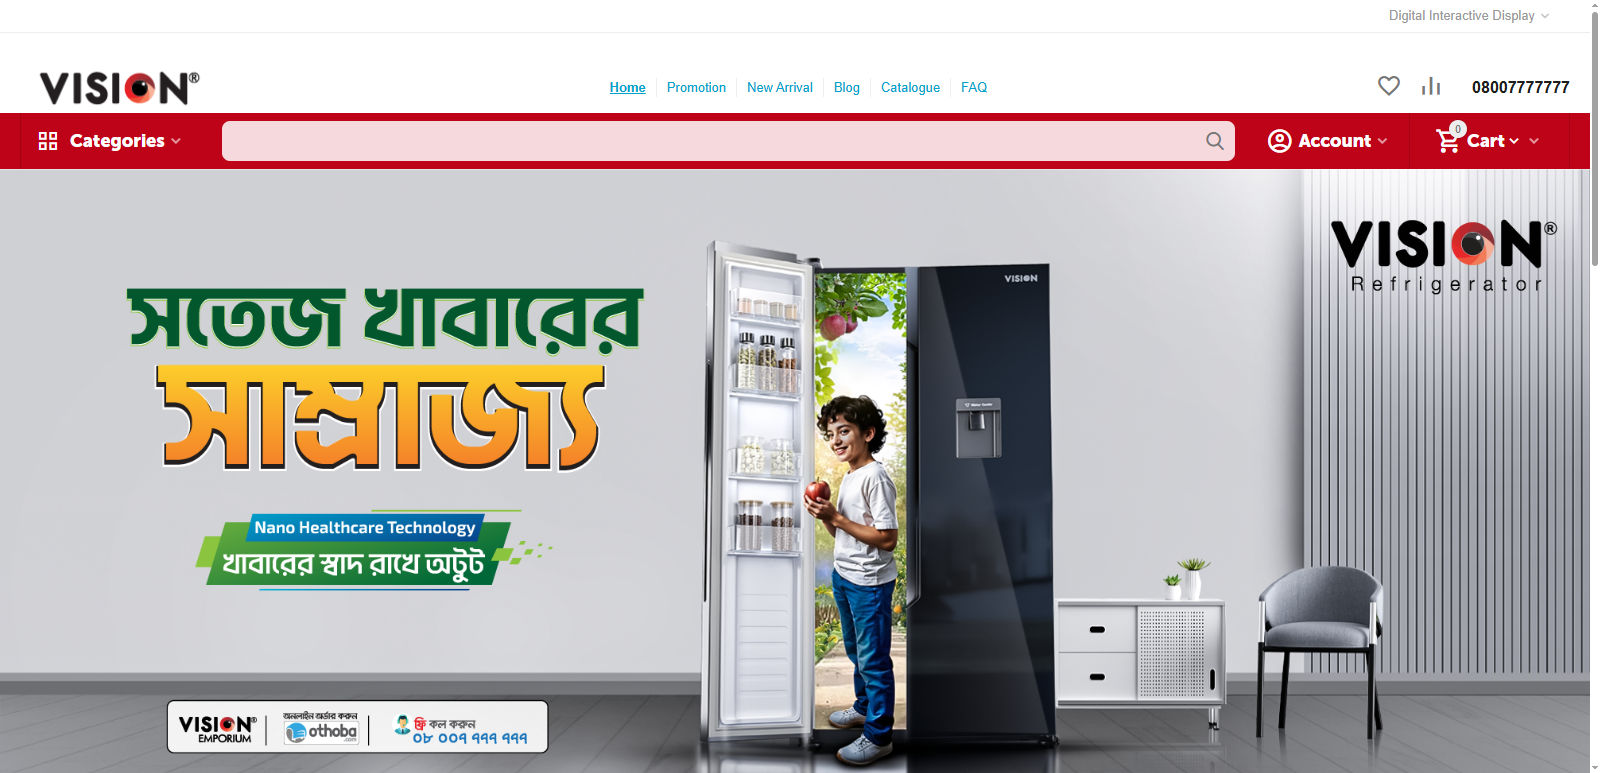 Digital Interactive Display
VISION®
Home
Promotion
New Arrival
Blog
Catalogue
FAQ
08007777777
Categories
Account
0
Cart
VISION®
Refrigerator
VISION
Water Cooler
সতেজ খাবারের
সাম্রাজ্য
Nano Healthcare Technology
খাবারের স্বাদ রাখে অটুট
VISION®
EMPORIUM
অনলাইন অর্ডার করুন
othoba
.com
ফ্রি কল করুন
০৮ ০০৭ ৭৭৭ ৭৭৭